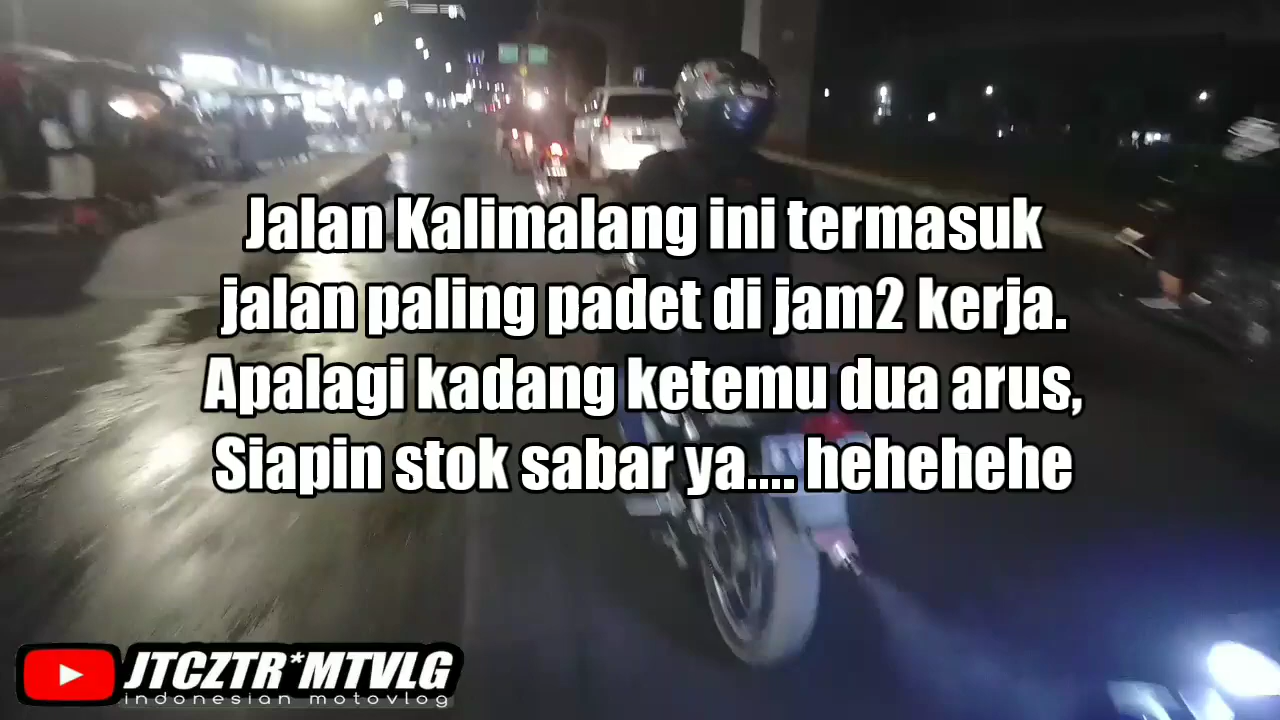 Jalan Kalimalang ini termasuk
jalan paling padet di jam2 kerja.
Apalagi kadang ketemu dua arus,
Siapin stok sabar ya.... hehehehe
JTCZTR*MTVLG
indonesian motovlog